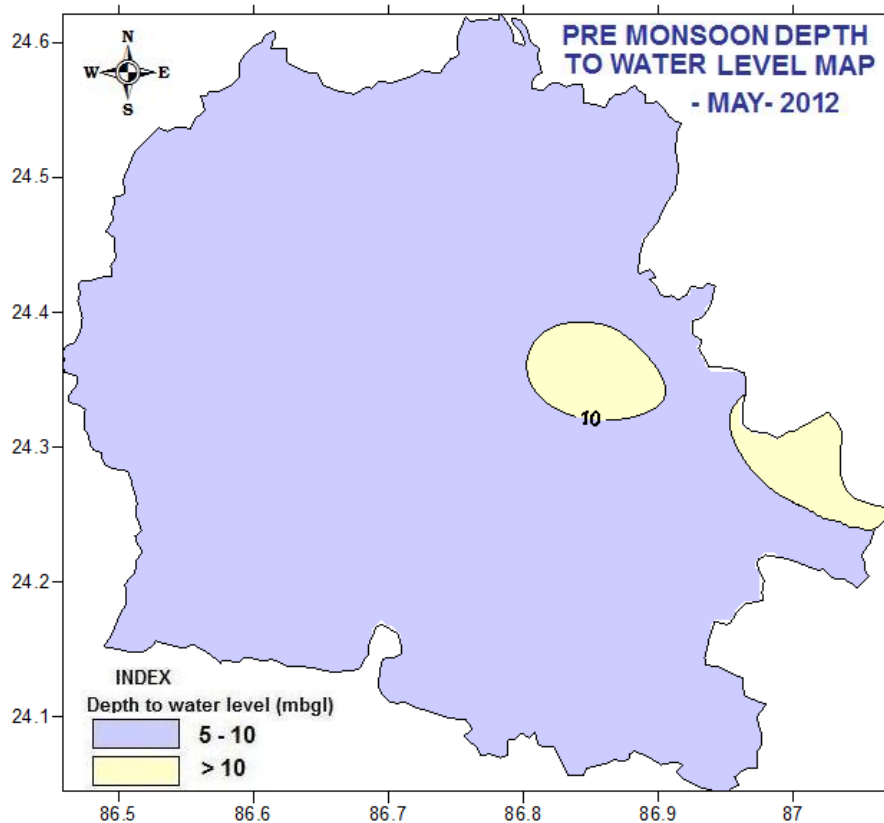 PRE MONSOON DEPTH
TO WATER LEVEL MAP
- MAY- 2012
N
W E
S
24.6
24.5
24.4
24.3
24.2
24.1
10
INDEX
Depth to water level (mbgl)
5 - 10
> 10
86.5 86.6 86.7 86.8 86.9 87